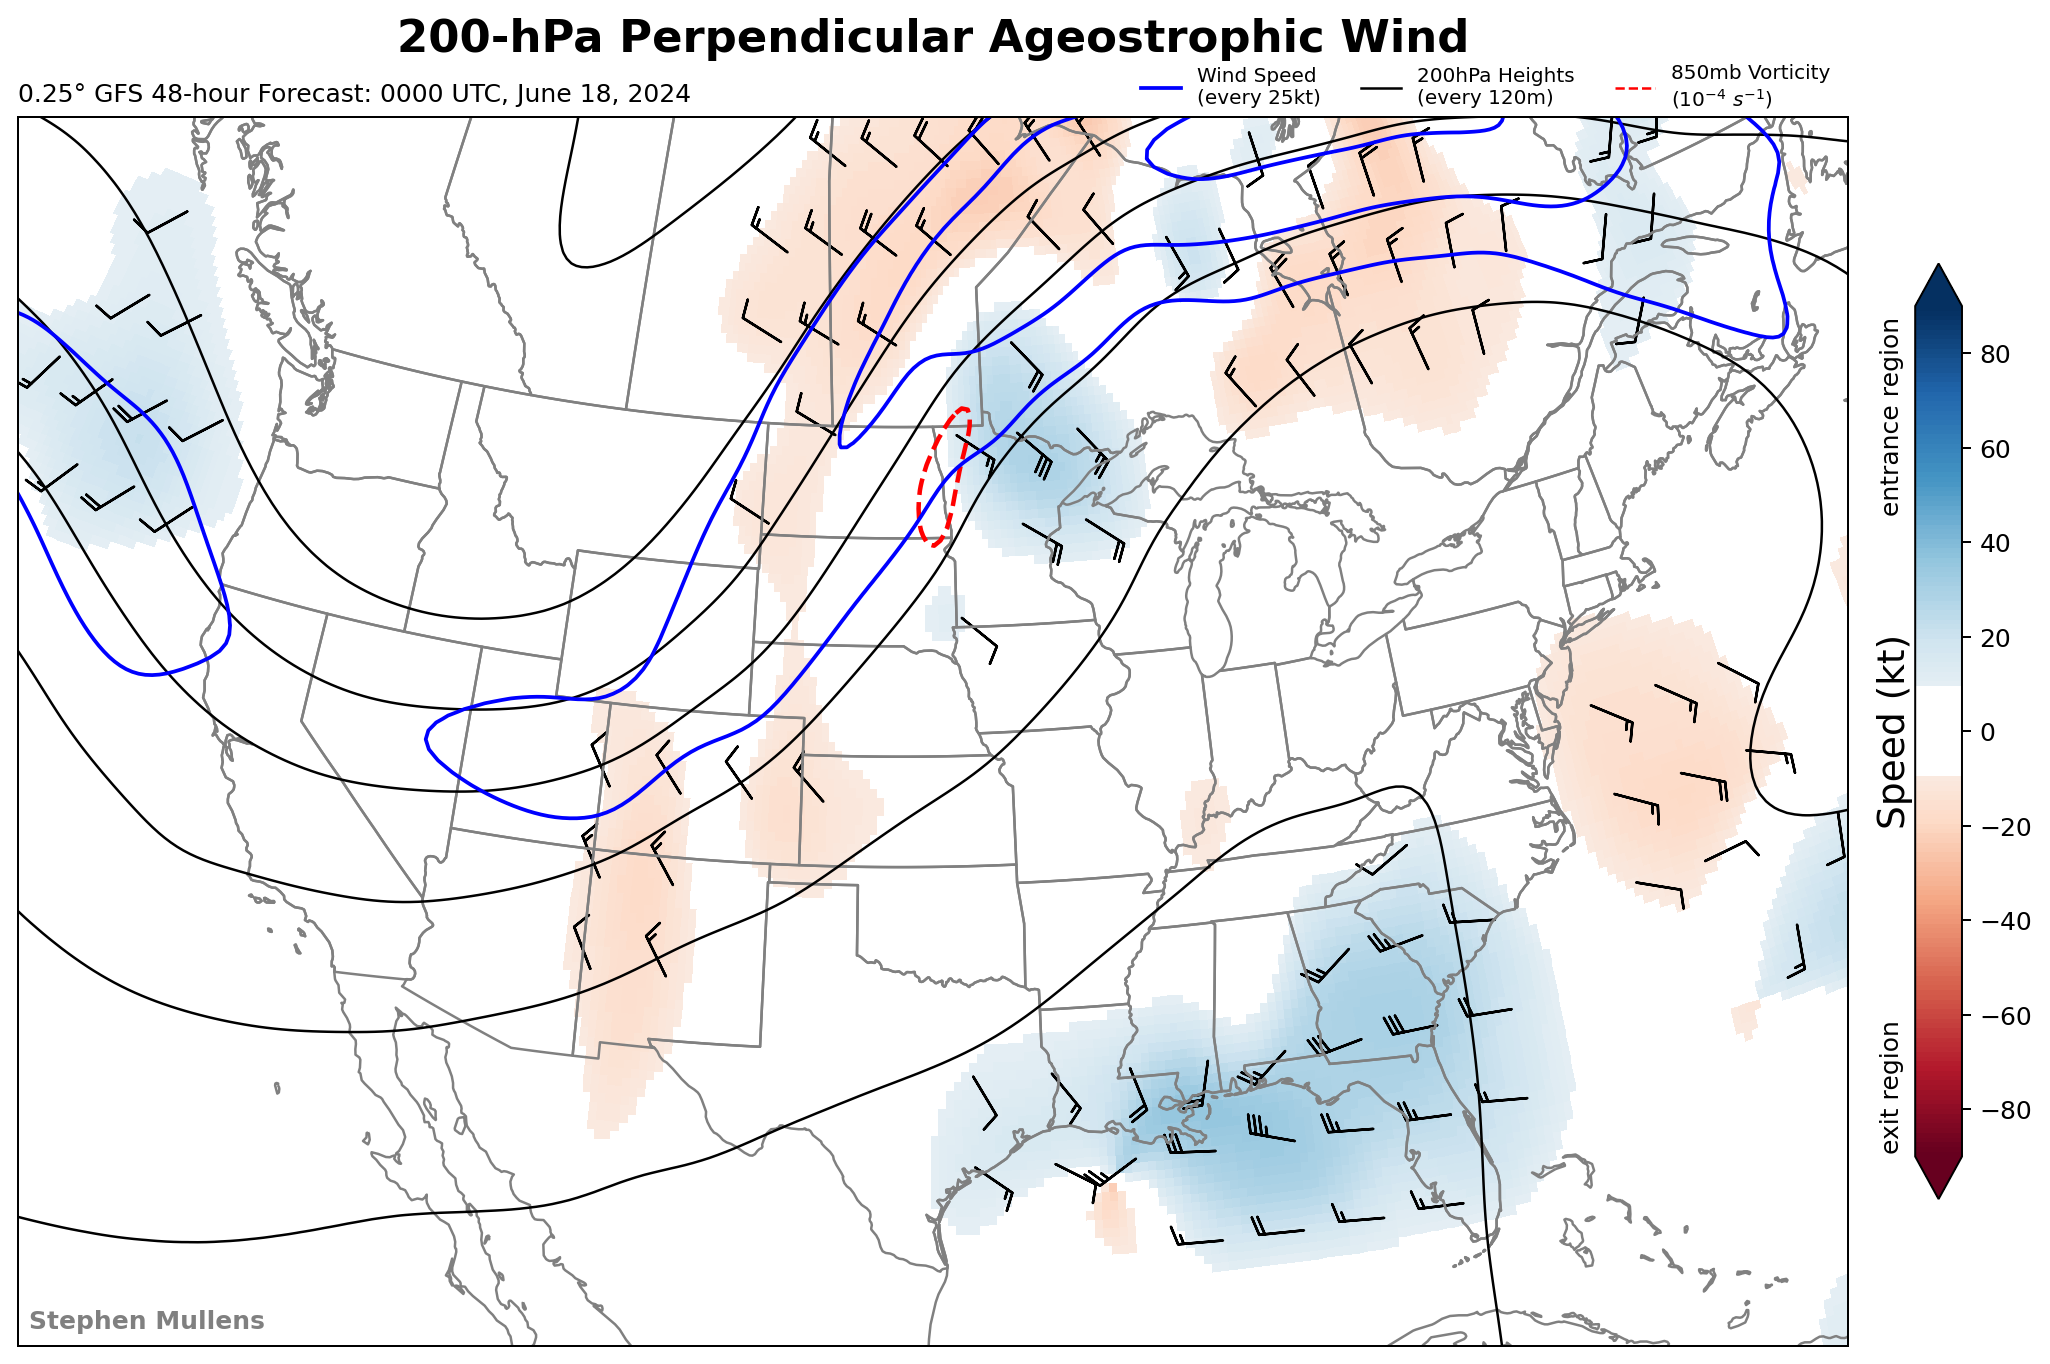 200-hPa Perpendicular Ageostrophic Wind
0.25° GFS 48-hour Forecast: 0000 UTC, June 18, 2024
Wind Speed
(every 25kt)
200hPa Heights
(every 120m)
850mb Vorticity
(10⁻⁴ s⁻¹)
entrance region
Speed (kt)
exit region
80
60
40
20
0
−20
−40
−60
−80
Stephen Mullens